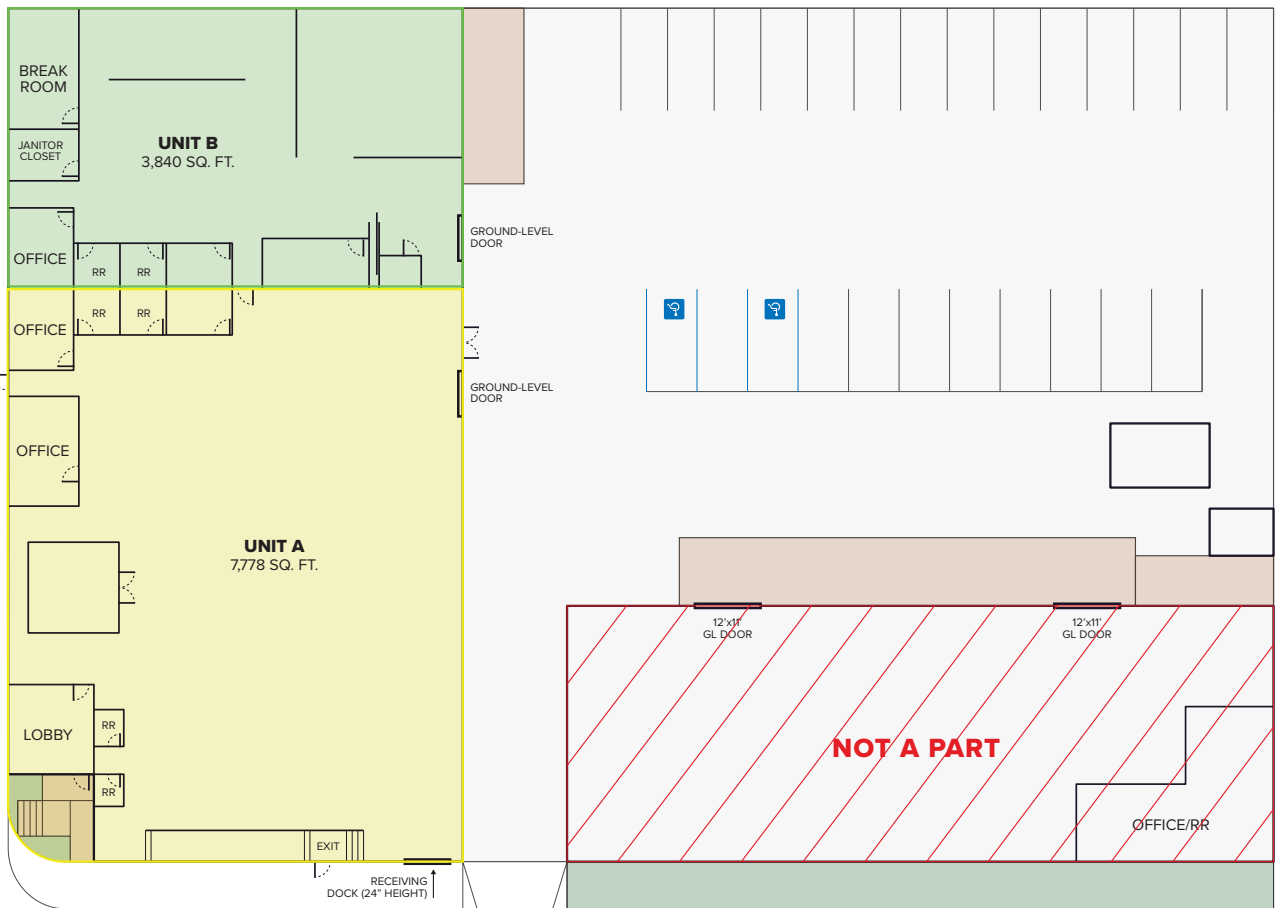 BREAK
ROOM
JANITOR
CLOSET
UNIT B
3,840 SQ. FT.
GROUND-LEVEL
DOOR
OFFICE
RR
RR
RR
RR
OFFICE
GROUND-LEVEL
DOOR
OFFICE
UNIT A
7,778 SQ. FT.
12'x11'
GL DOOR
12'x11'
GL DOOR
LOBBY
RR
RR
NOT A PART
OFFICE/RR
EXIT
RECEIVING
DOCK (24" HEIGHT)